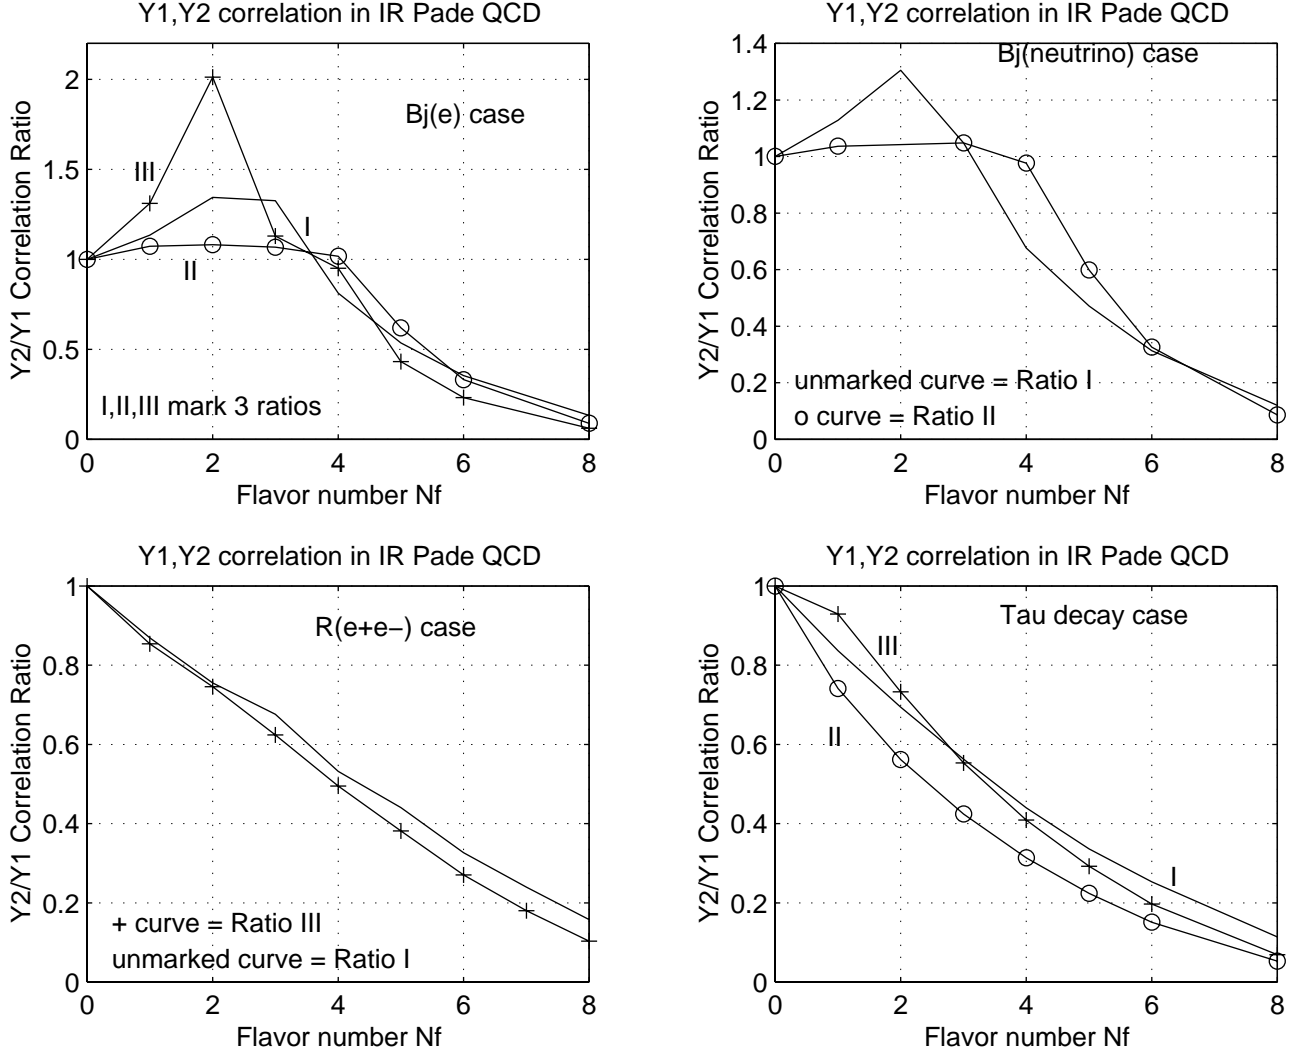 Y1,Y2 correlation in IR Pade QCD
Y2/Y1 Correlation Ratio
2
1.5
1
0.5
0
Bj(e) case
III
I
II
I,II,III mark 3 ratios
0 2 4 6 8
Flavor number Nf
Y1,Y2 correlation in IR Pade QCD
Y2/Y1 Correlation Ratio
1.4
1.2
1
0.8
0.6
0.4
0.2
0
Bj(neutrino) case
unmarked curve = Ratio I
o curve = Ratio II
0 2 4 6 8
Flavor number Nf
Y1,Y2 correlation in IR Pade QCD
Y2/Y1 Correlation Ratio
1
0.8
0.6
0.4
0.2
0
R(e+e-) case
+ curve = Ratio III
unmarked curve = Ratio I
0 2 4 6 8
Flavor number Nf
Y1,Y2 correlation in IR Pade QCD
Y2/Y1 Correlation Ratio
1
0.8
0.6
0.4
0.2
0
Tau decay case
III
II
I
0 2 4 6 8
Flavor number Nf